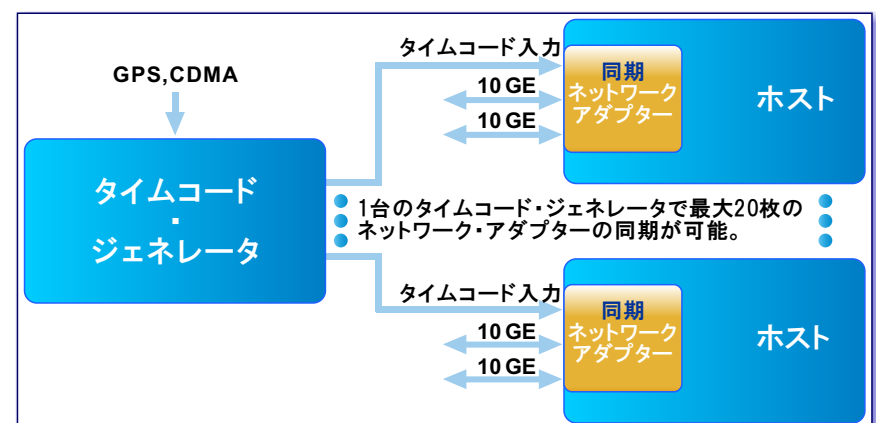 GPS,CDMA
タイムコード
・
ジェネレータ
タイムコード入力
10 GE
10 GE
同期
ネットワーク
アダプター
ホスト
1台のタイムコード・ジェネレータで最大20枚の
ネットワーク・アダプターの同期が可能。
タイムコード入力
10 GE
10 GE
同期
ネットワーク
アダプター
ホスト